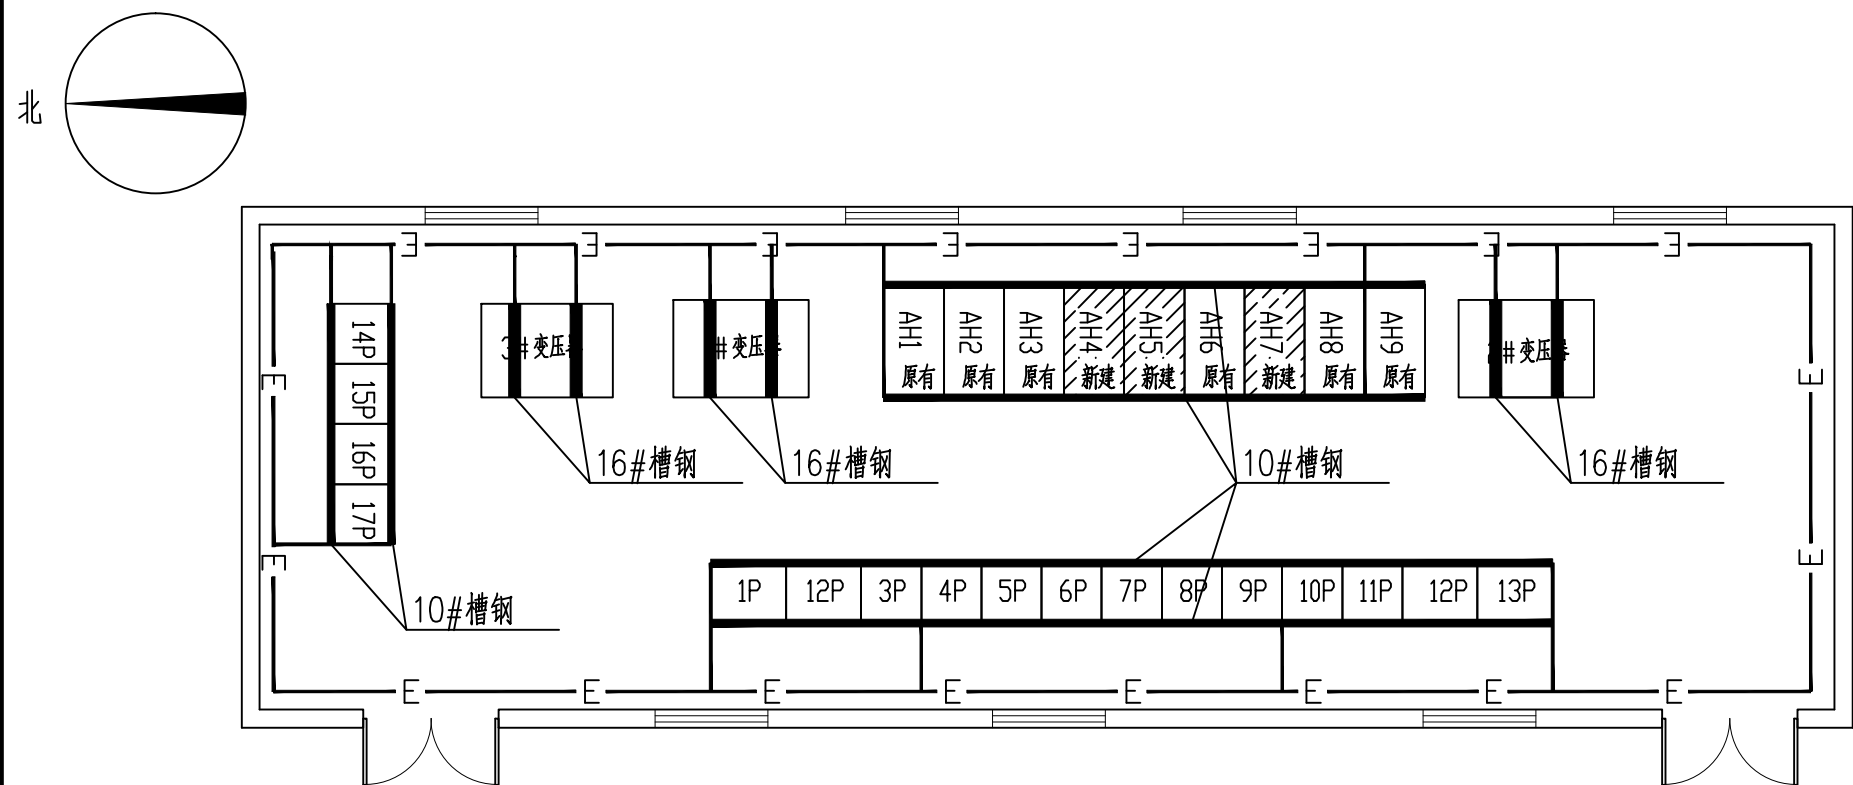 北
E E E E E E E E
14P
15P
16P
17P
3#变压器
#变压器
AH1 AH2 AH3 AH4 AH5 AH6 AH7 AH8 AH9
原有 原有 原有 新建 新建 原有 新建 原有 原有
#变压器
E
E
16#槽钢
16#槽钢
10#槽钢
16#槽钢
E
E
1P 12P 3P 4P 5P 6P 7P 8P 9P 10P 11P 12P 13P
10#槽钢
E E E E E E E E